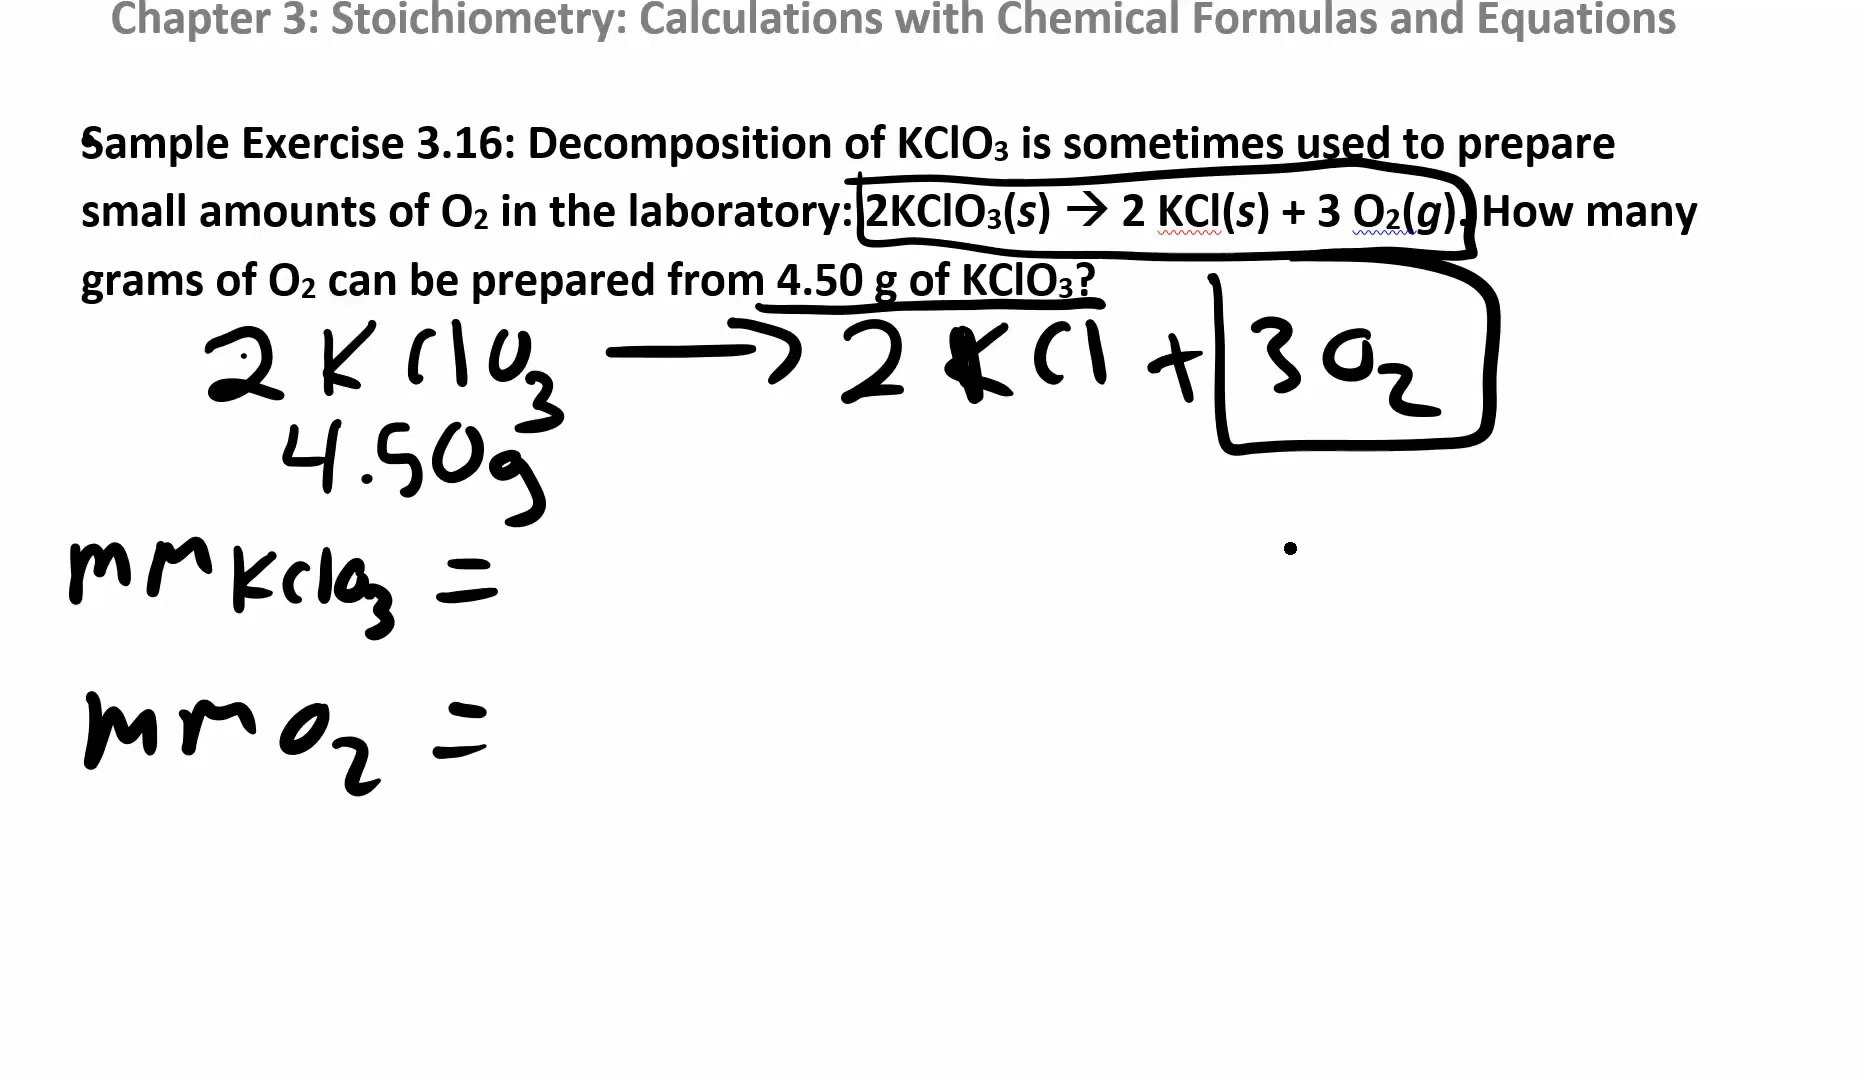 Chapter 3: Stoichiometry: Calculations with Chemical Formulas and Equations
Sample Exercise 3.16: Decomposition of KClO₃ is sometimes used to prepare
small amounts of O₂ in the laboratory: 2KClO₃(s) → 2 KCl(s) + 3 O₂(g). How many
grams of O₂ can be prepared from 4.50 g of KClO₃?
2 KClO₃ → 2 KCl + 3O₂
4.50g
mm KClO₃ =
mm O₂ =